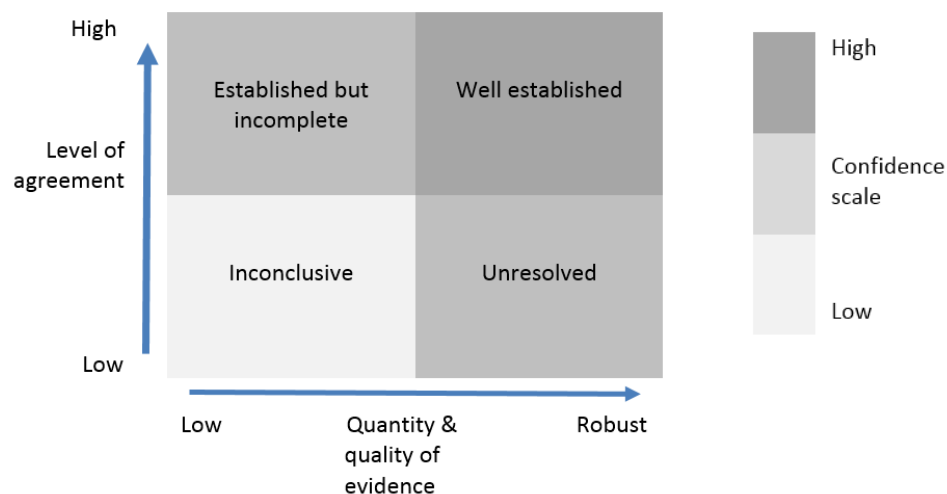 High
Level of
agreement
Low
Established but
incomplete
Well established
Inconclusive
Unresolved
Low
Quantity &
quality of
evidence
Robust
High
Confidence
scale
Low